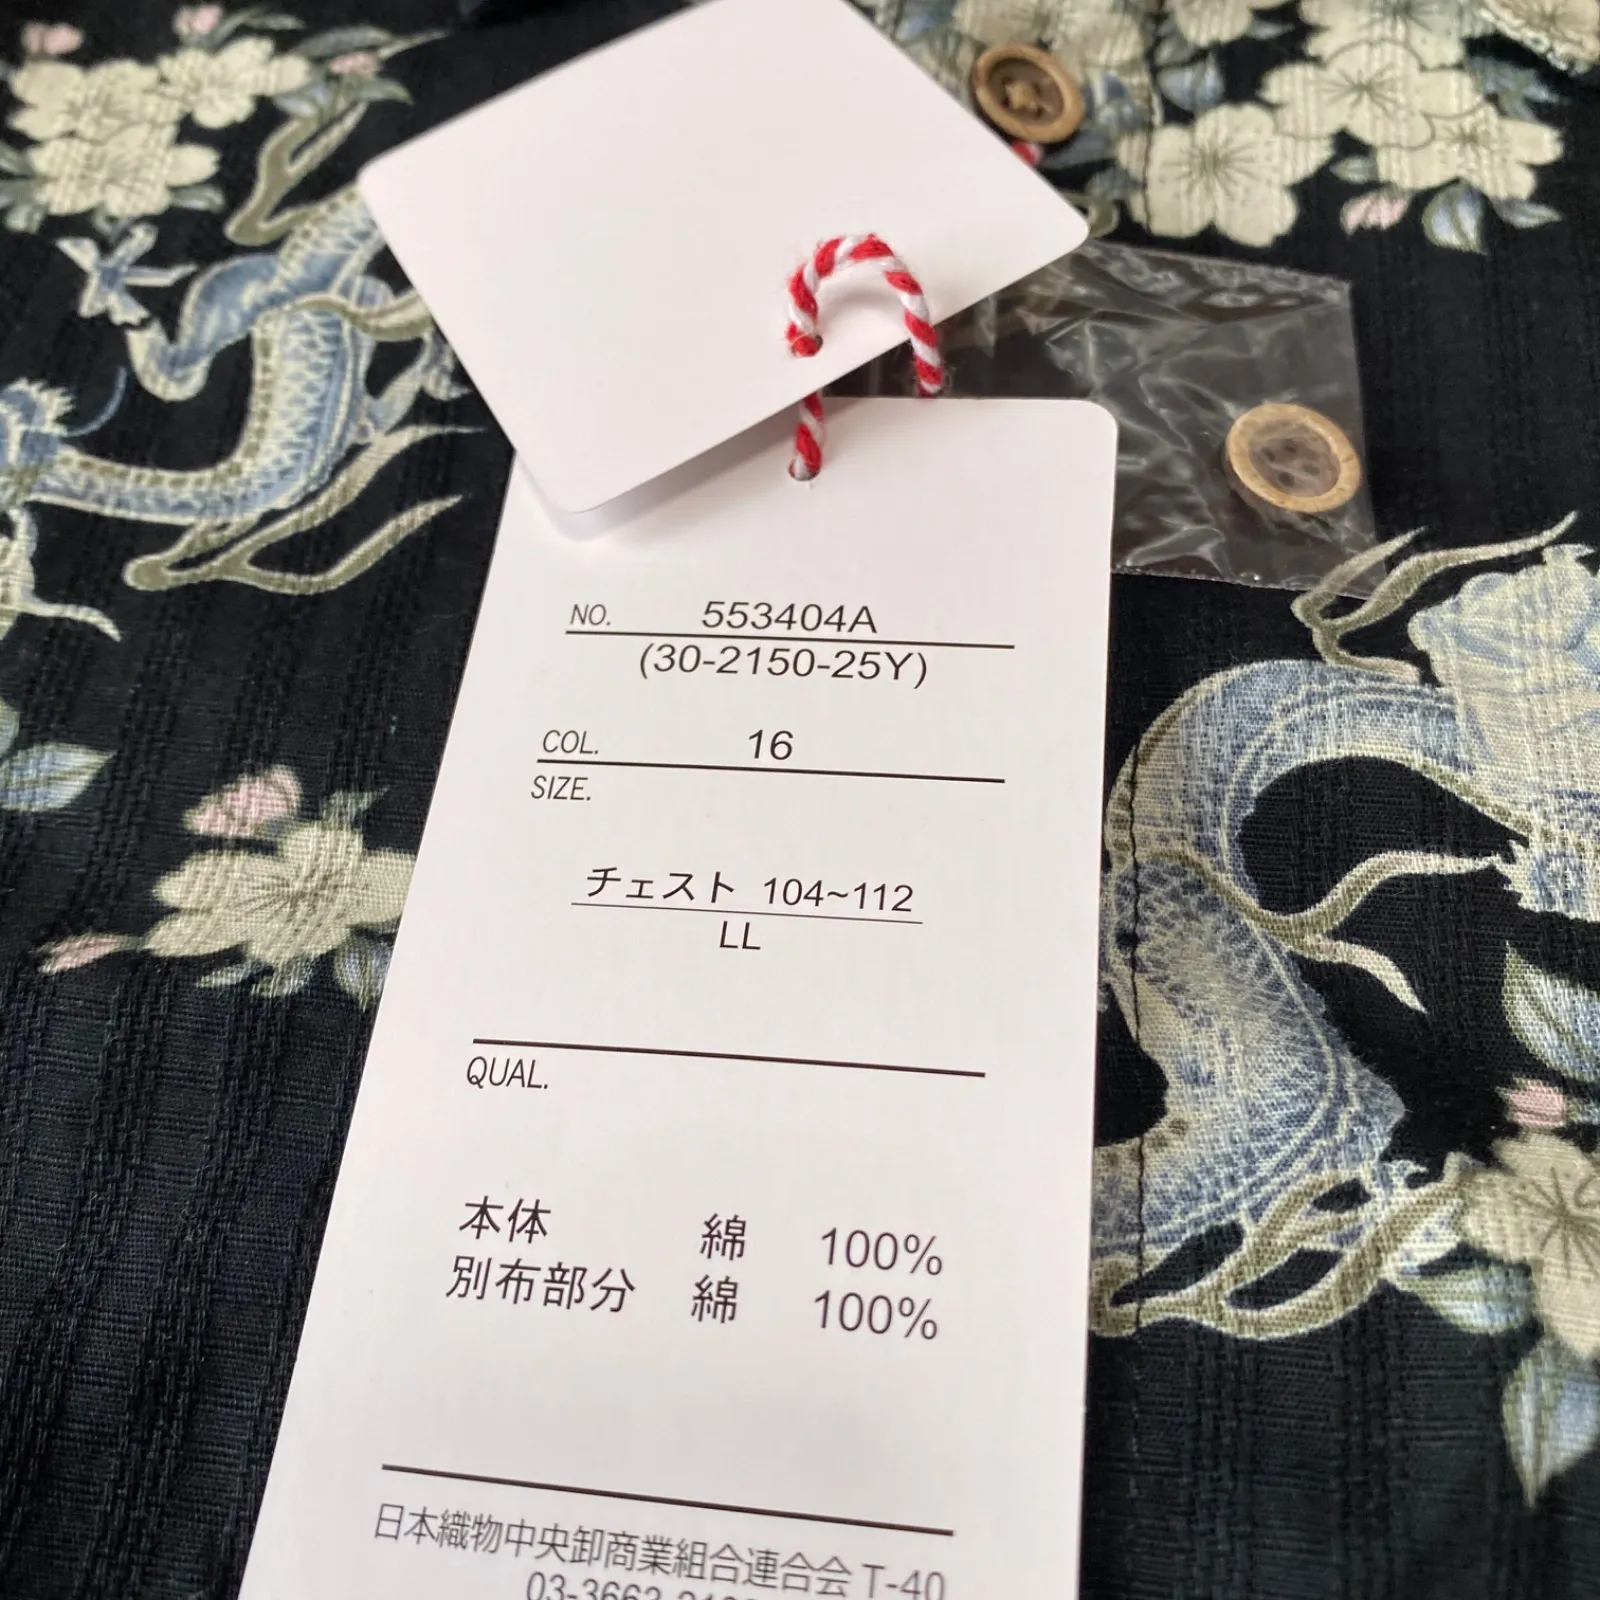 NO. 553404A
(30-2150-25Y)
COL. 16
SIZE.
チェスト 104~112
LL
QUAL.
本体 綿 100%
別布部分 綿 100%
日本織物中央卸商業組合連合会 T-40
03-3663-